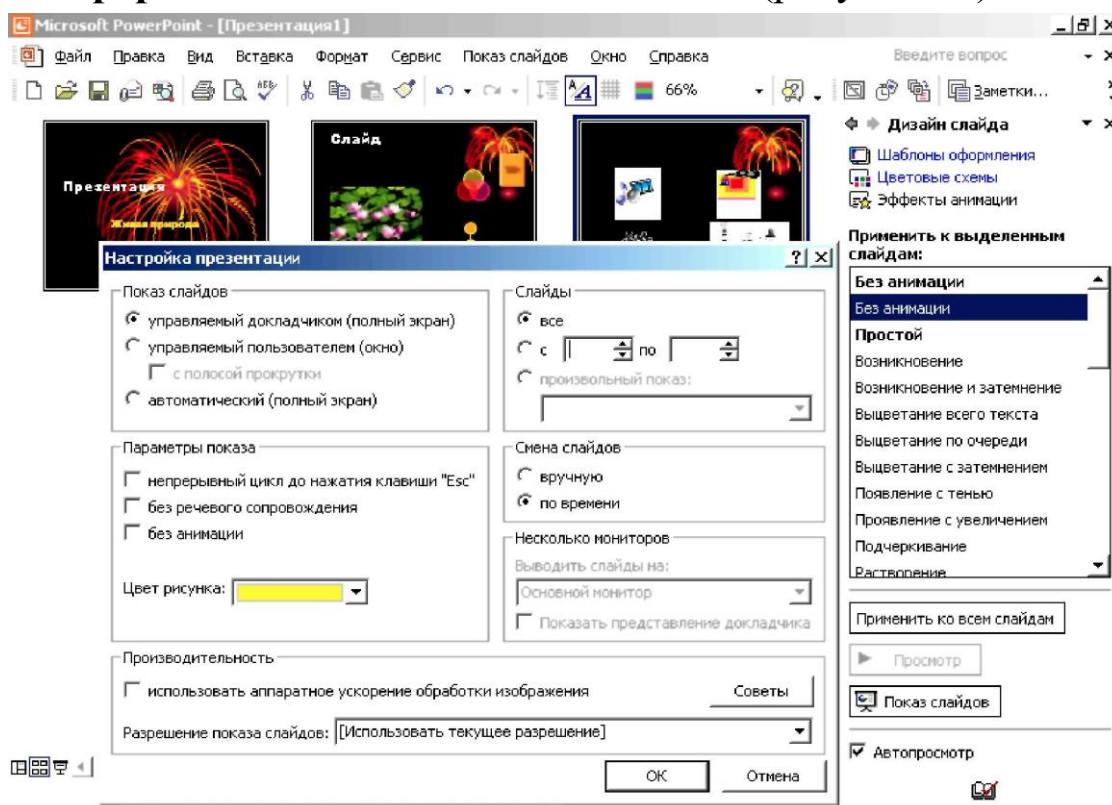 Microsoft PowerPoint - [Презентация1]
Файл Правка Вид Вставка Формат Сервис Показ слайдов Окно Справка Введите вопрос
66% Заметки...
Дизайн слайда
Шаблоны оформления
Цветовые схемы
Эффекты анимации
Применить к выделенным
слайдам:
Без анимации
Без анимации
Простой
Возникновение
Возникновение и затемнение
Выцветание всего текста
Выцветание по очереди
Выцветание с затемнением
Появление с тенью
Проявление с увеличением
Подчеркивание
Растворение
Применить ко всем слайдам
Просмотр
Показ слайдов
Автопросмотр
Презентация
Живая природа
Слайд
Настройка презентации
Показ слайдов
управляемый докладчиком (полный экран)
управляемый пользователем (окно)
с полосой прокрутки
автоматический (полный экран)
Слайды
все
с по
произвольный показ:
Параметры показа
непрерывный цикл до нажатия клавиши "Esc"
без речевого сопровождения
без анимации
Цвет рисунка:
Смена слайдов
вручную
по времени
Несколько мониторов
Выводить слайды на:
Основной монитор
Показать представление докладчика
Производительность
использовать аппаратное ускорение обработки изображения
Советы
Разрешение показа слайдов: [Использовать текущее разрешение]
ОК Отмена